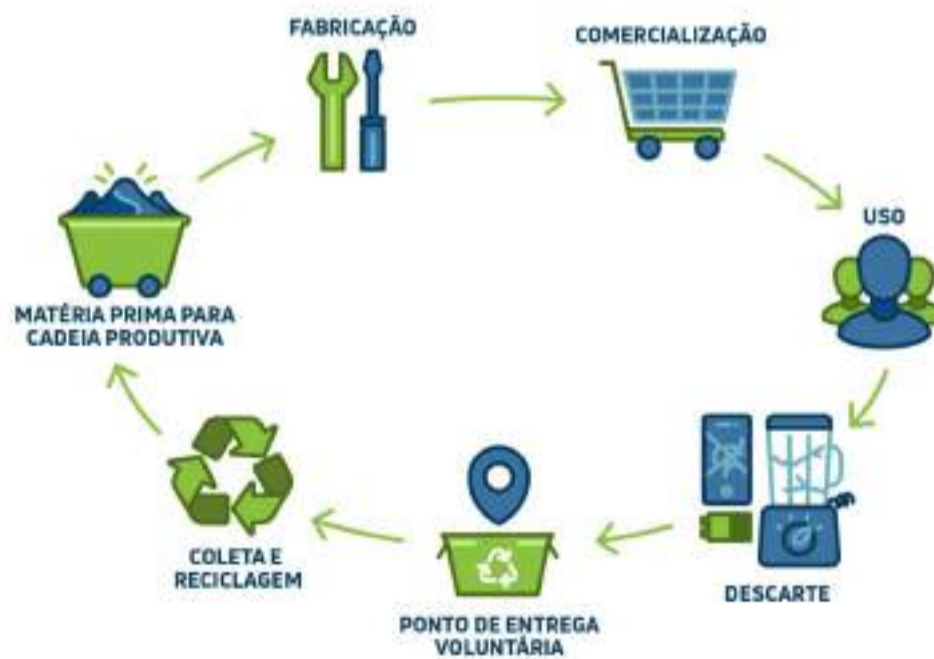 FABRICAÇÃO
COMERCIALIZAÇÃO
USO
DESCARTE
PONTO DE ENTREGA
VOLUNTÁRIA
COLETA E
RECICLAGEM
MATÉRIA PRIMA PARA
CADEIA PRODUTIVA